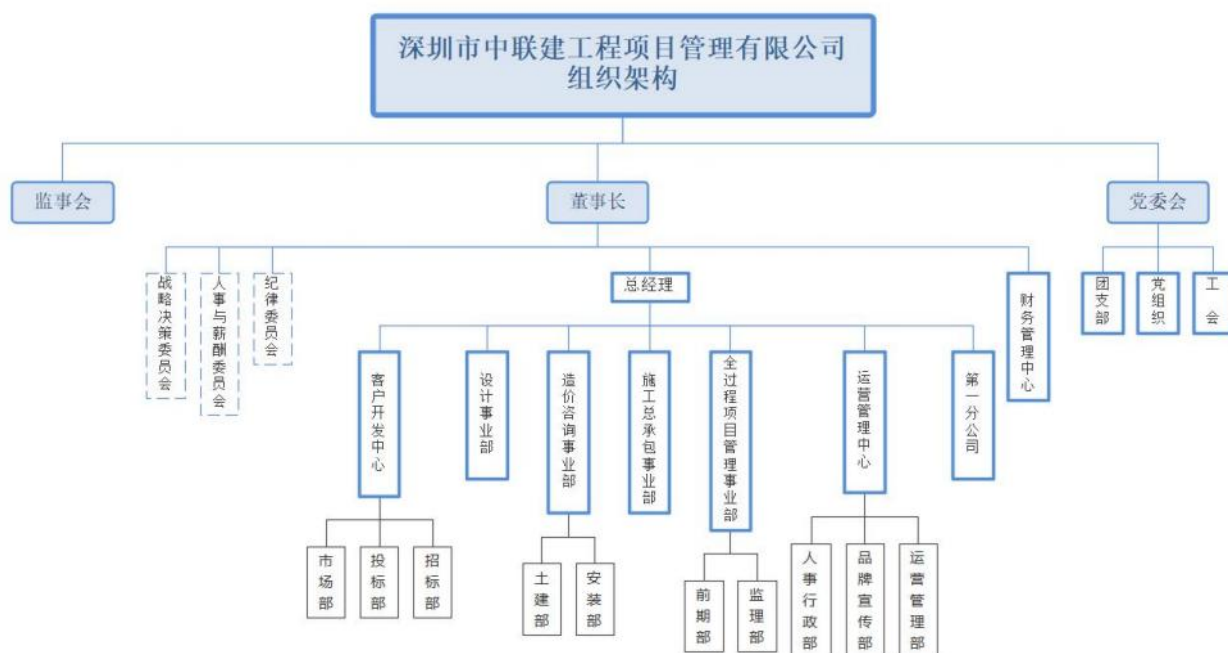 深圳市中联建工程项目管理有限公司
组织架构
监事会
董事长
党委会
战略决策委员会
人事与薪酬委员会
纪律委员会
总经理
财务管理中心
团支部
党组织
工会
客户开发中心
设计事业部
造价咨询事业部
施工总承包事业部
全过程项目管理事业部
运营管理中心
第一分公司
市场部
投标部
招标部
土建部
安装部
前期部
监理部
人事行政部
品牌宣传部
运营管理部